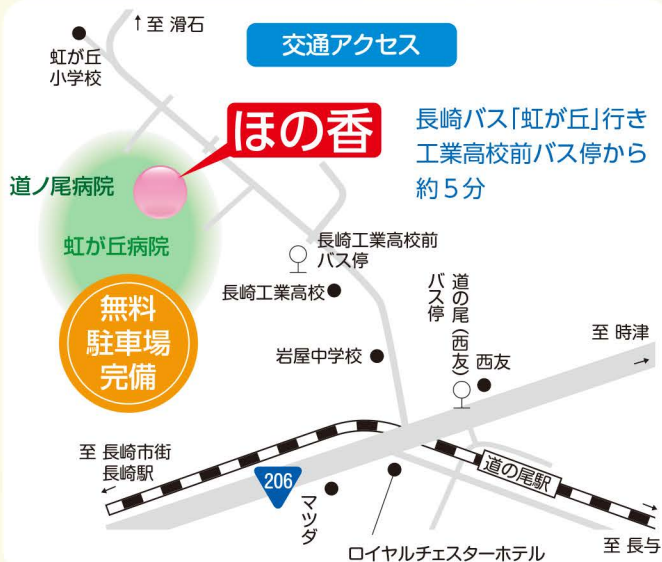 ↑至 滑石
交通アクセス
虹が丘
小学校
ほの香
長崎バス「虹が丘」行き
工業高校前バス停から
約5分
道ノ尾病院
虹が丘病院
長崎工業高校前
バス停
長崎工業高校
道の尾(西友)
バス停
無料
駐車場
完備
岩屋中学校
西友
至 時津
→
至 長崎市街
長崎駅
←
206
マツダ
道の尾駅
ロイヤルチェスターホテル
→
至 長与